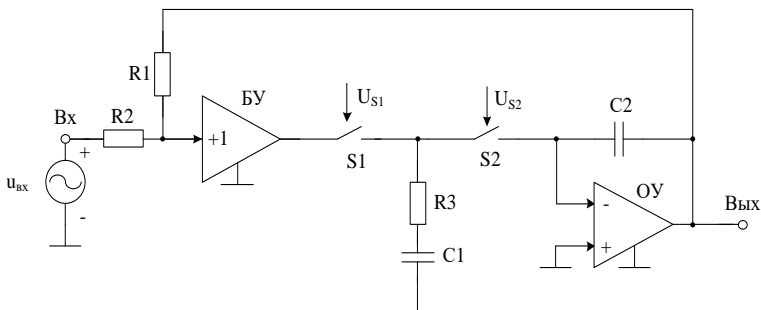 R1
БУ
U_S1
U_S2
C2
Вх
R2
+1
S1
S2
+
u_вх
-
R3
ОУ
-
+
Вых
C1